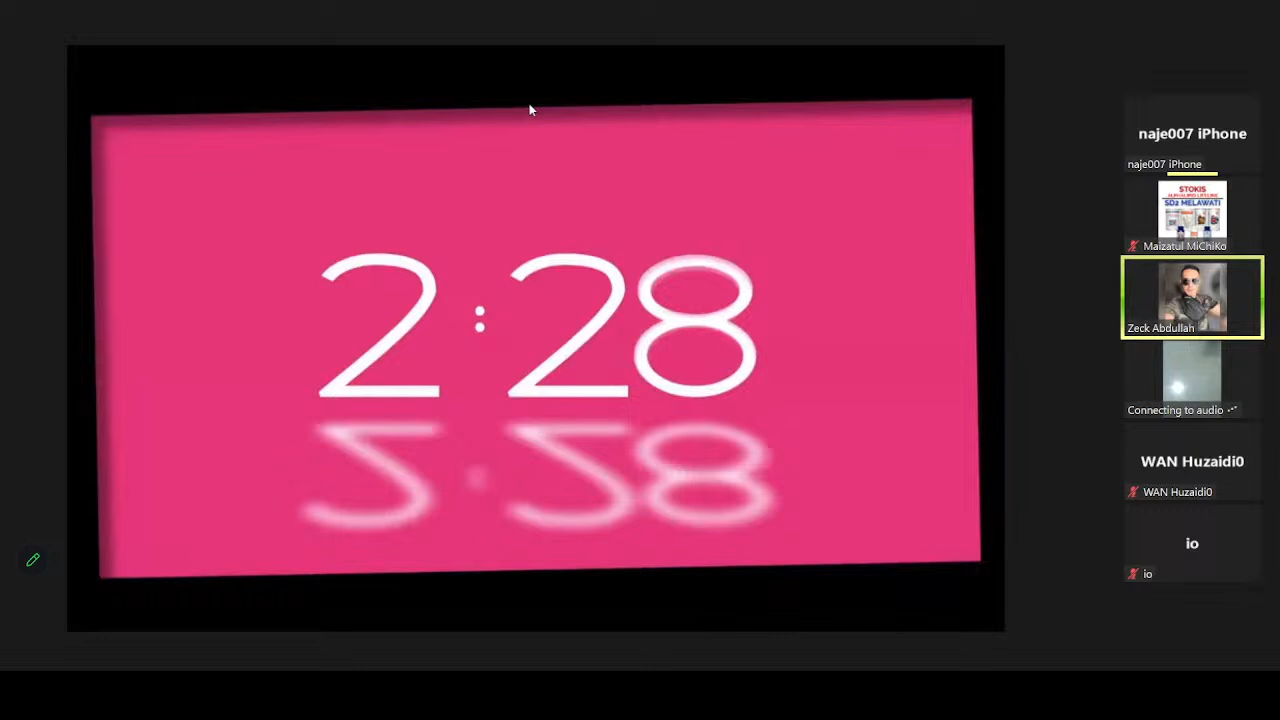 2:28
naje007 iPhone
naje007 iPhone
STOKIS
SD2 MELAWATI
Maizatul MiChiKo
Zeck Abdullah
Connecting to audio
WAN Huzaidi0
WAN Huzaidi0
io
io